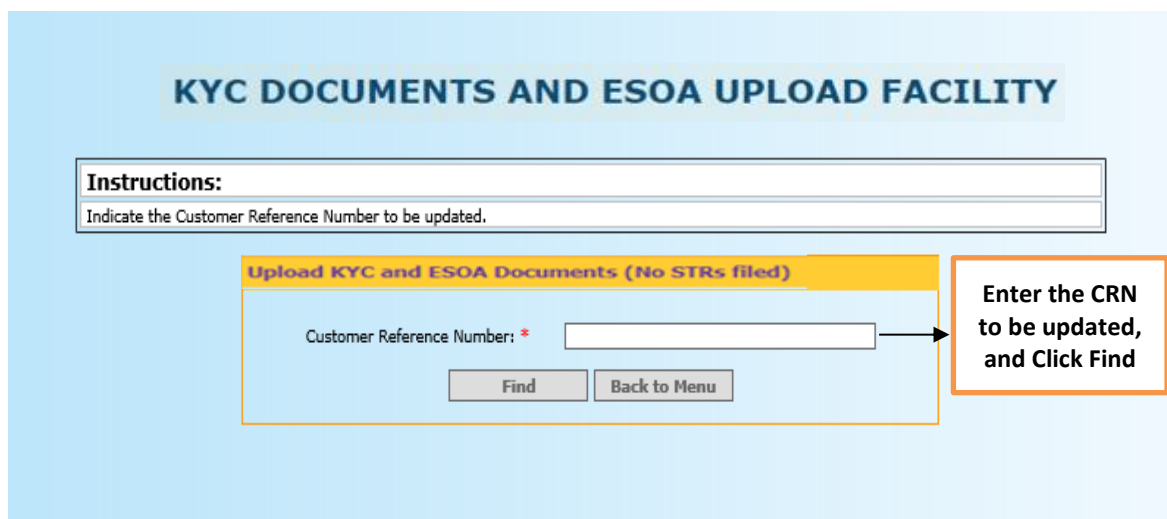 KYC DOCUMENTS AND ESOA UPLOAD FACILITY
Instructions:
Indicate the Customer Reference Number to be updated.
Upload KYC and ESOA Documents (No STRs filed)
Customer Reference Number: *
Find Back to Menu
Enter the CRN
to be updated,
and Click Find